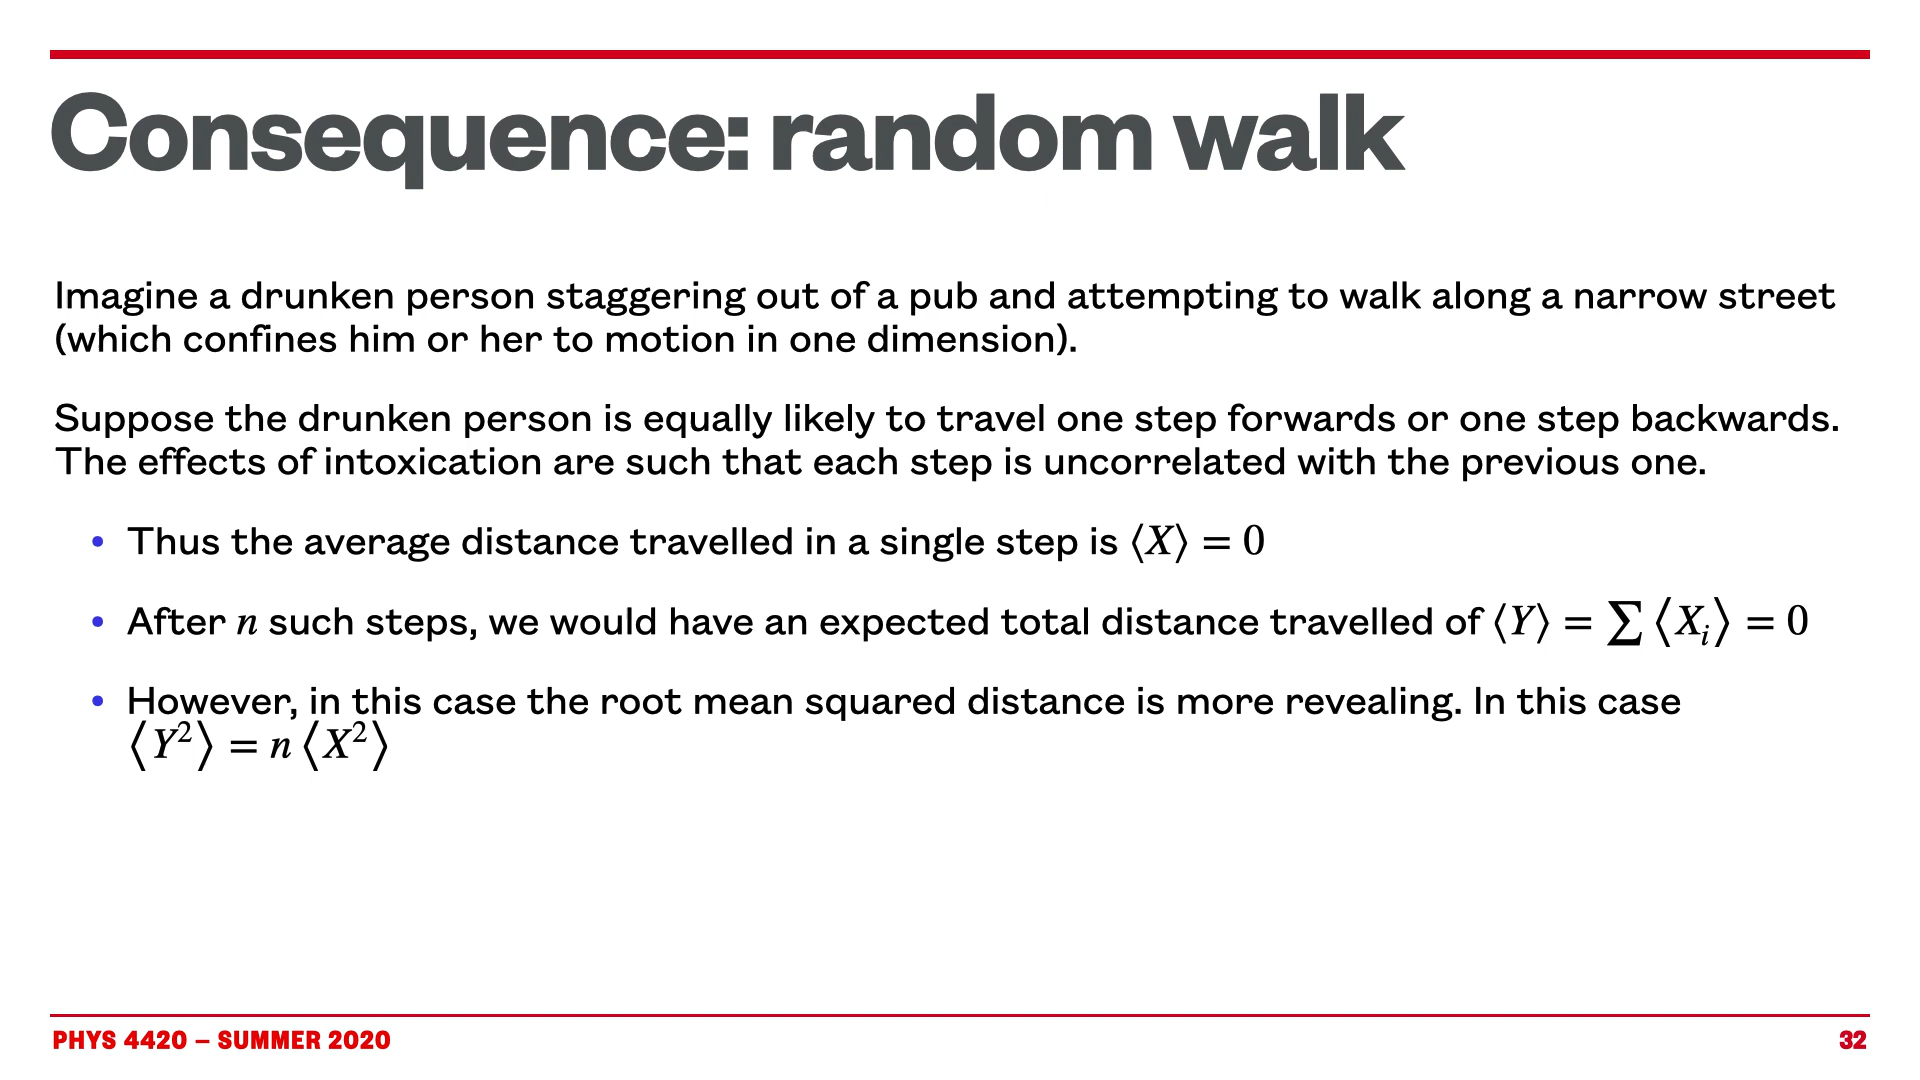 Consequence: random walk
Imagine a drunken person staggering out of a pub and attempting to walk along a narrow street
(which confines him or her to motion in one dimension).
Suppose the drunken person is equally likely to travel one step forwards or one step backwards.
The effects of intoxication are such that each step is uncorrelated with the previous one.
• Thus the average distance travelled in a single step is ⟨X⟩ = 0
• After n such steps, we would have an expected total distance travelled of ⟨Y⟩ = ∑ ⟨Xᵢ⟩ = 0
• However, in this case the root mean squared distance is more revealing. In this case
⟨Y²⟩ = n ⟨X²⟩
PHYS 4420 – SUMMER 2020
32